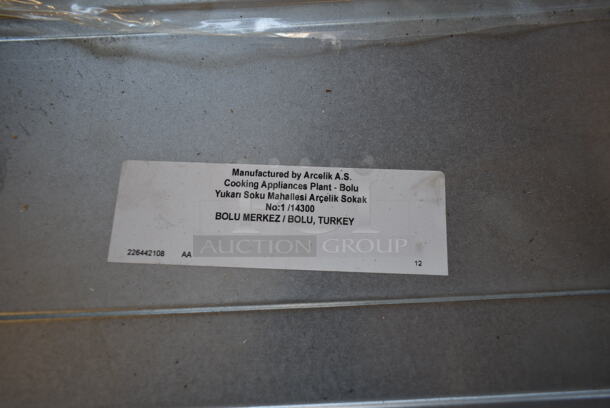 Manufactured by Arcelik A.S.
Cooking Appliances Plant - Bolu
Yukarı Soku Mahallesi Arçelik Sokak
No:1 /14300
BOLU MERKEZ / BOLU, TURKEY
AUCTION GROUP
226442108 AA 12